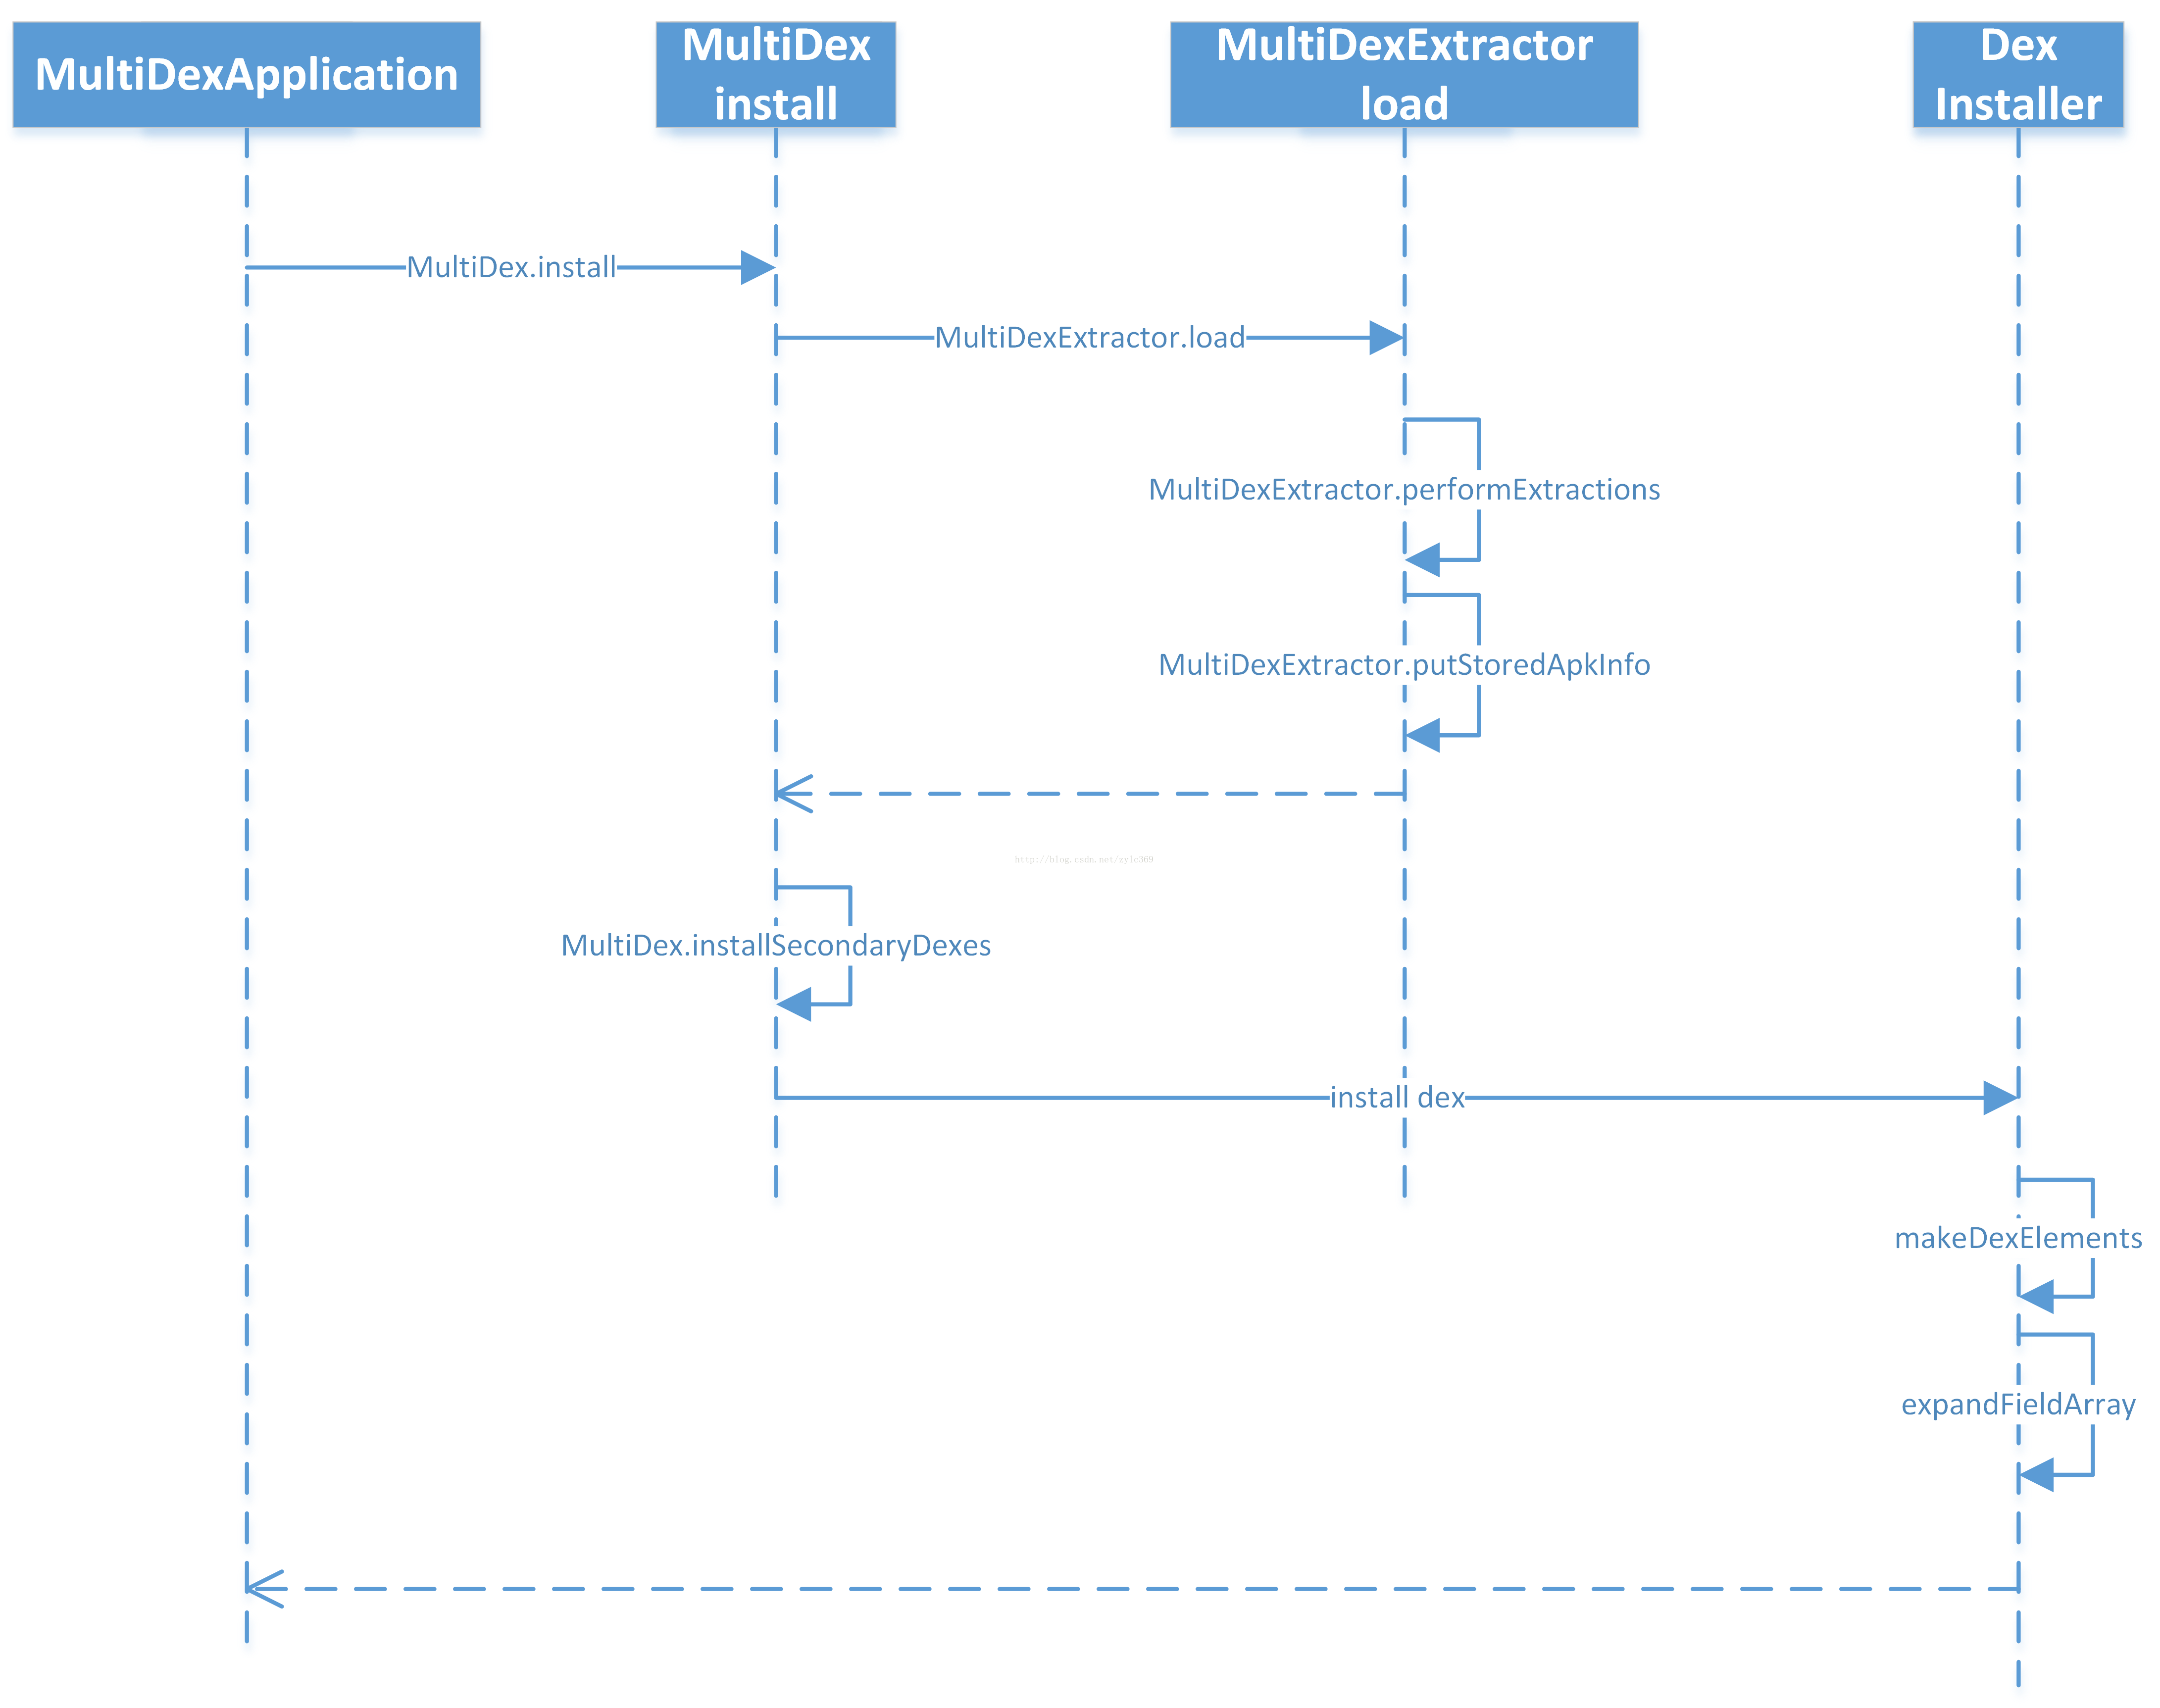 MultiDexApplication
MultiDex
install
MultiDexExtractor
load
Dex
Installer
MultiDex.install
MultiDexExtractor.load
MultiDexExtractor.performExtractions
MultiDexExtractor.putStoredApkInfo
http://blog.csdn.net/zylc369
MultiDex.installSecondaryDexes
install dex
makeDexElements
expandFieldArray